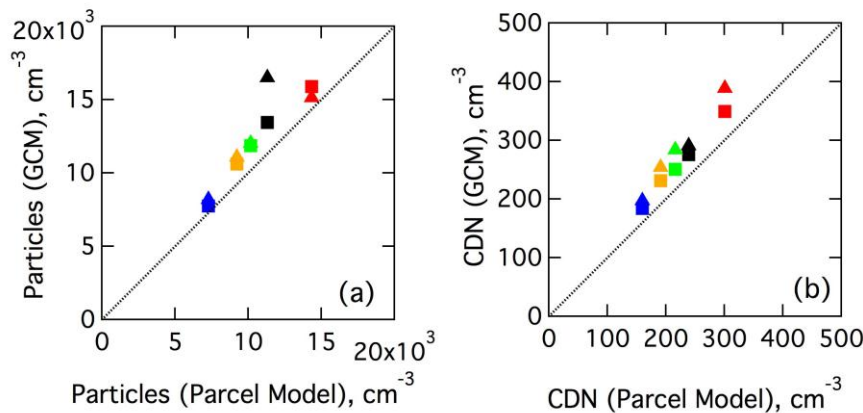 20x10³
15
10
5
0
Particles (GCM), cm⁻³
(a)
0 5 10 15 20x10³
Particles (Parcel Model), cm⁻³
500
400
300
200
100
0
CDN (GCM), cm⁻³
(b)
0 100 200 300 400 500
CDN (Parcel Model), cm⁻³